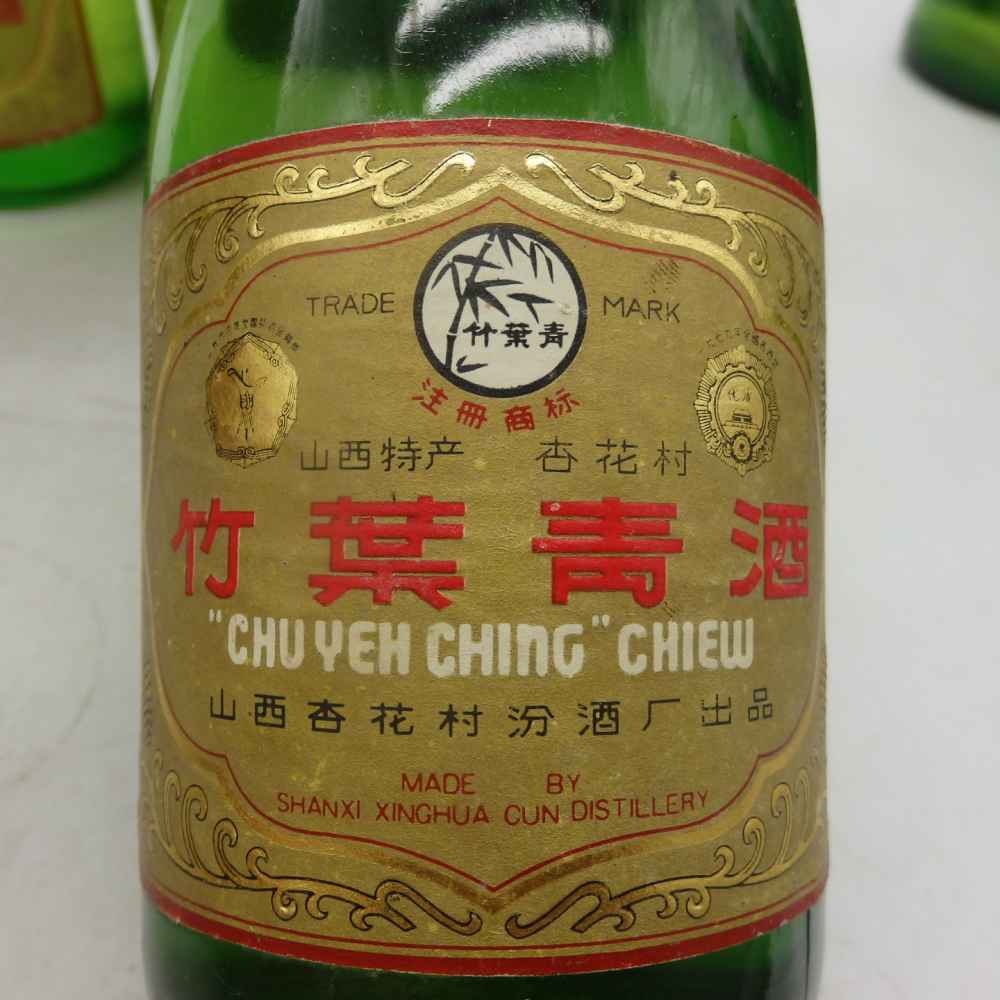 TRADE MARK
竹葉青
注冊商标
山西特产 杏花村
竹葉青酒
"CHU YEH CHING" CHIEW
山西杏花村汾酒厂出品
MADE BY
SHANXI XINGHUA CUN DISTILLERY